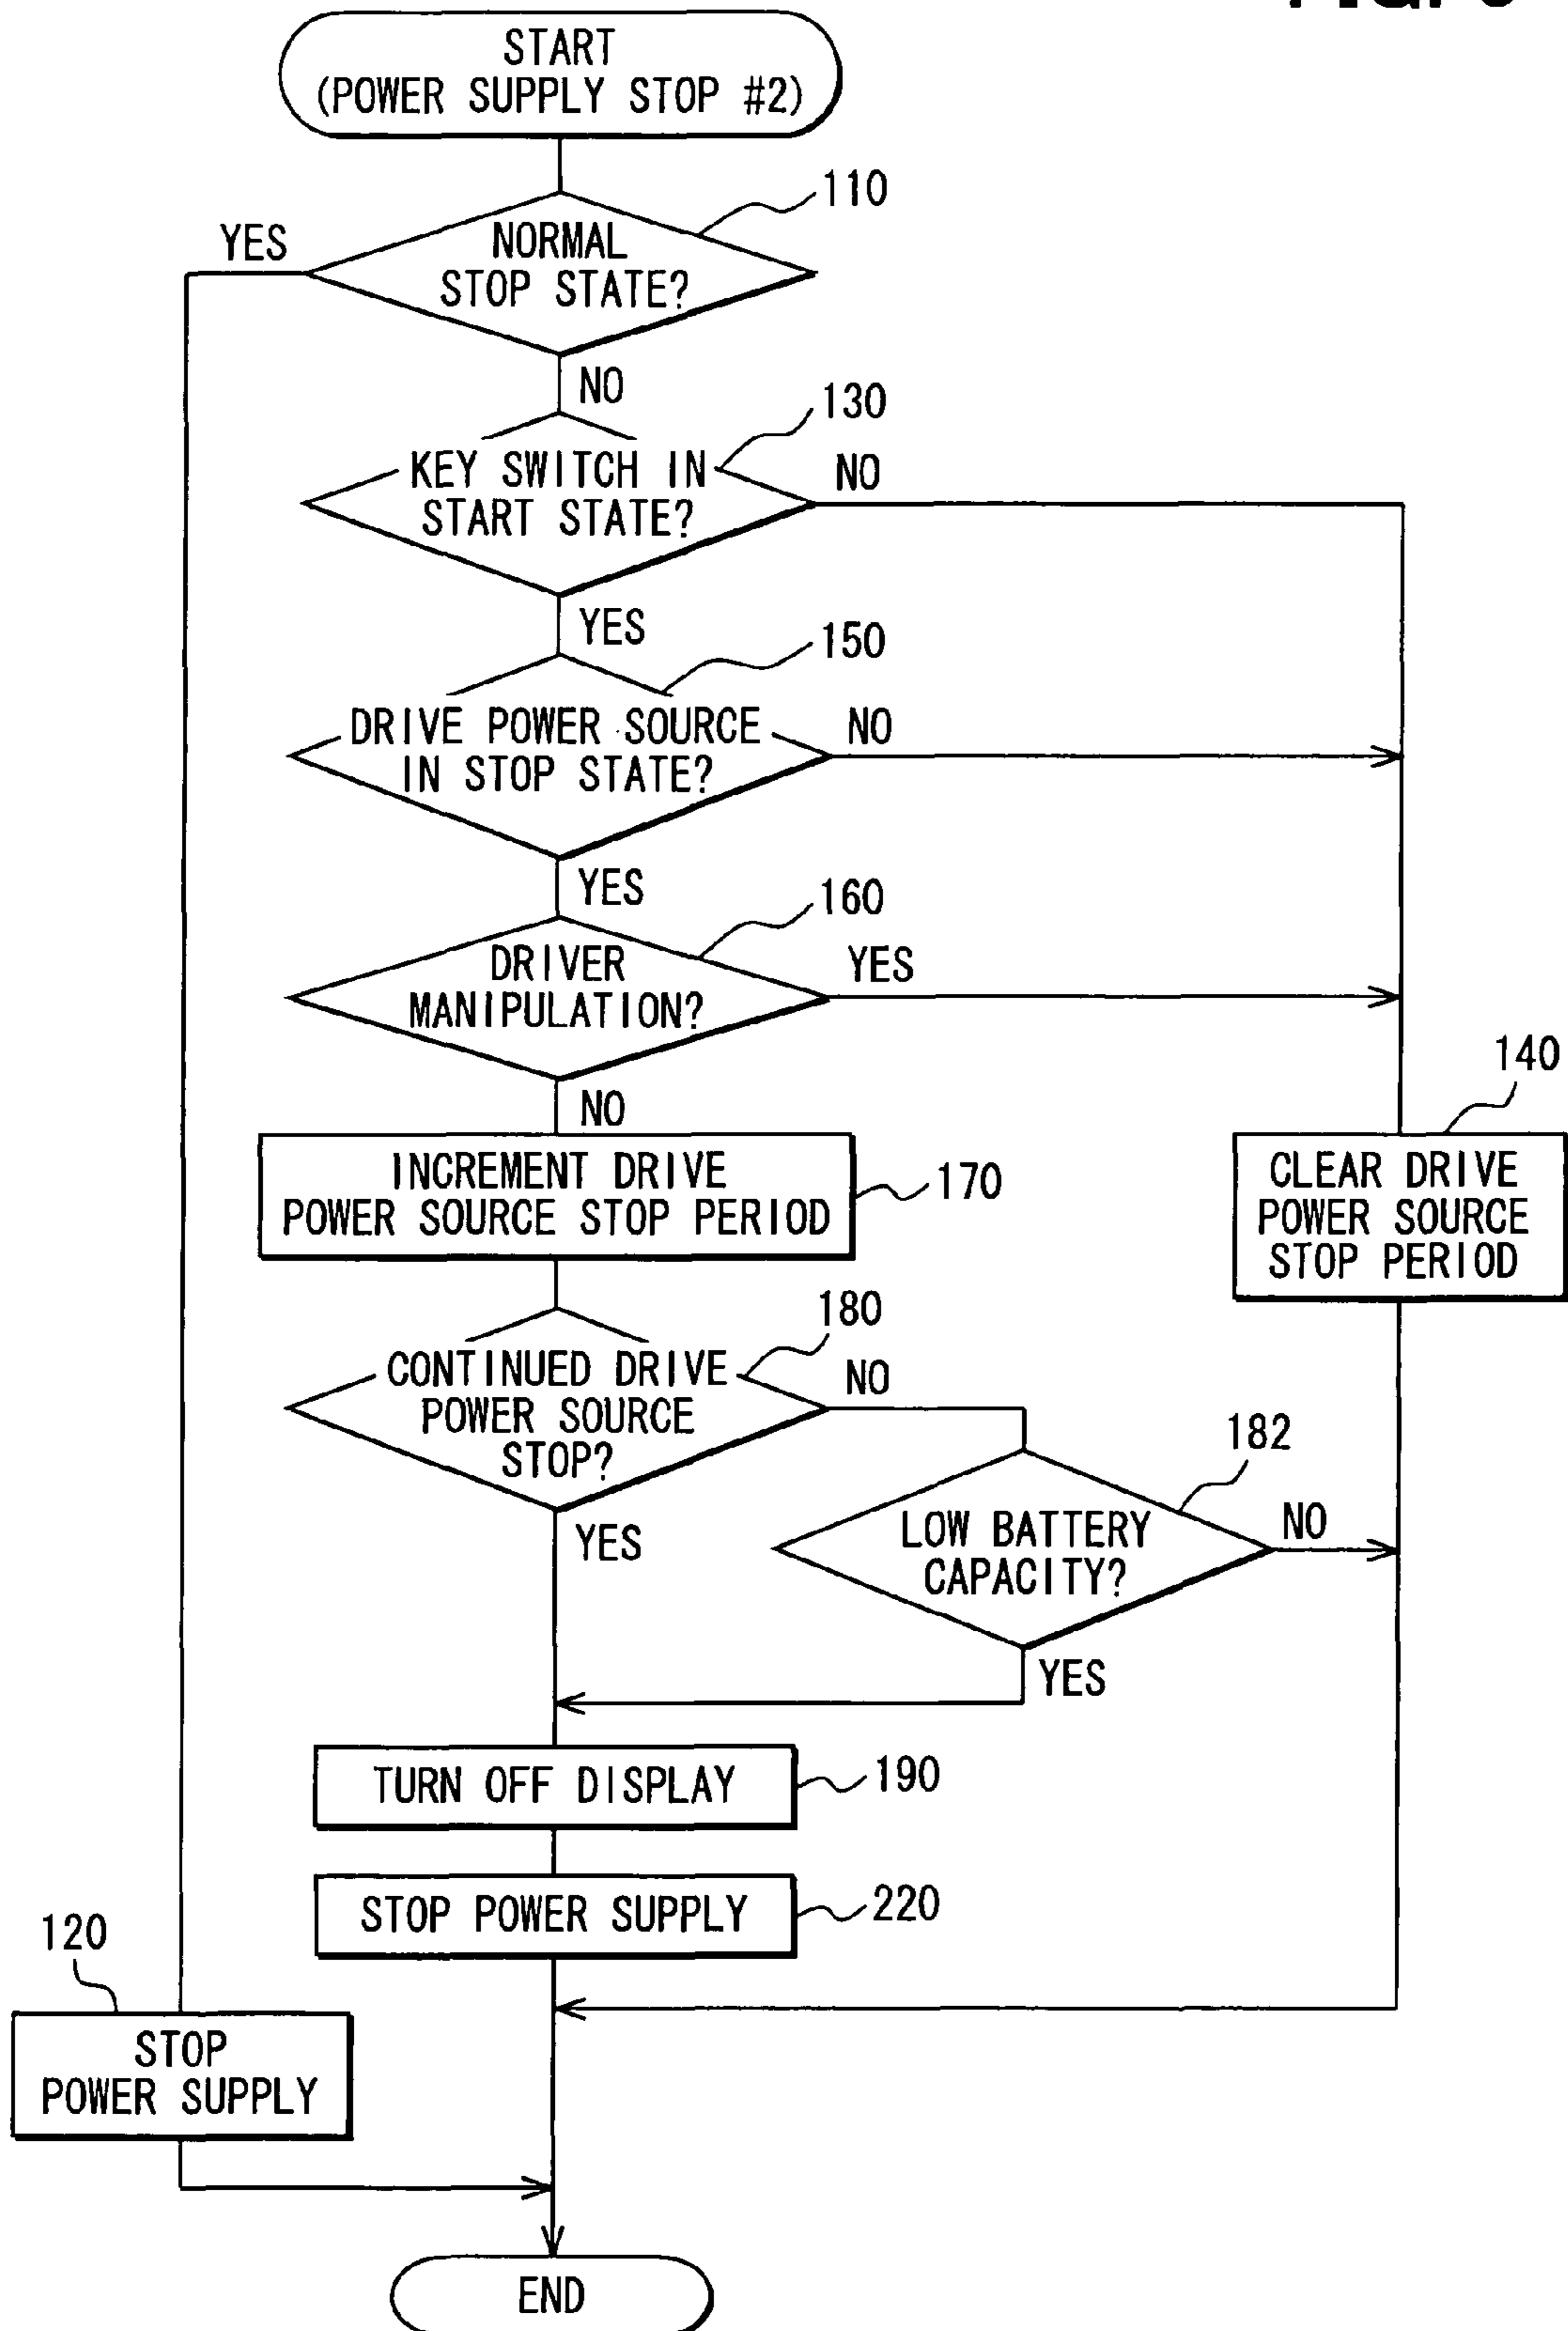 START
(POWER SUPPLY STOP #2)
110
YES
NORMAL
STOP STATE?
NO
130
KEY SWITCH IN
START STATE?
NO
YES
150
DRIVE POWER SOURCE
IN STOP STATE?
NO
YES
160
DRIVER
MANIPULATION?
YES
NO
140
INCREMENT DRIVE
POWER SOURCE STOP PERIOD
170
CLEAR DRIVE
POWER SOURCE
STOP PERIOD
180
CONTINUED DRIVE
POWER SOURCE
STOP?
NO
YES
182
LOW BATTERY
CAPACITY?
NO
YES
TURN OFF DISPLAY
190
STOP POWER SUPPLY
220
120
STOP
POWER SUPPLY
END